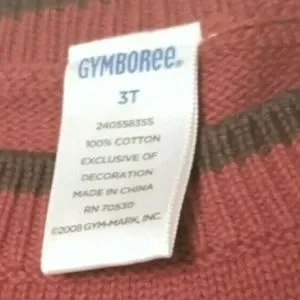 GYMBOREE®
3T
240558355
100% COTTON
EXCLUSIVE OF
DECORATION
MADE IN CHINA
RN 70530
©2008 GYM-MARK, INC.